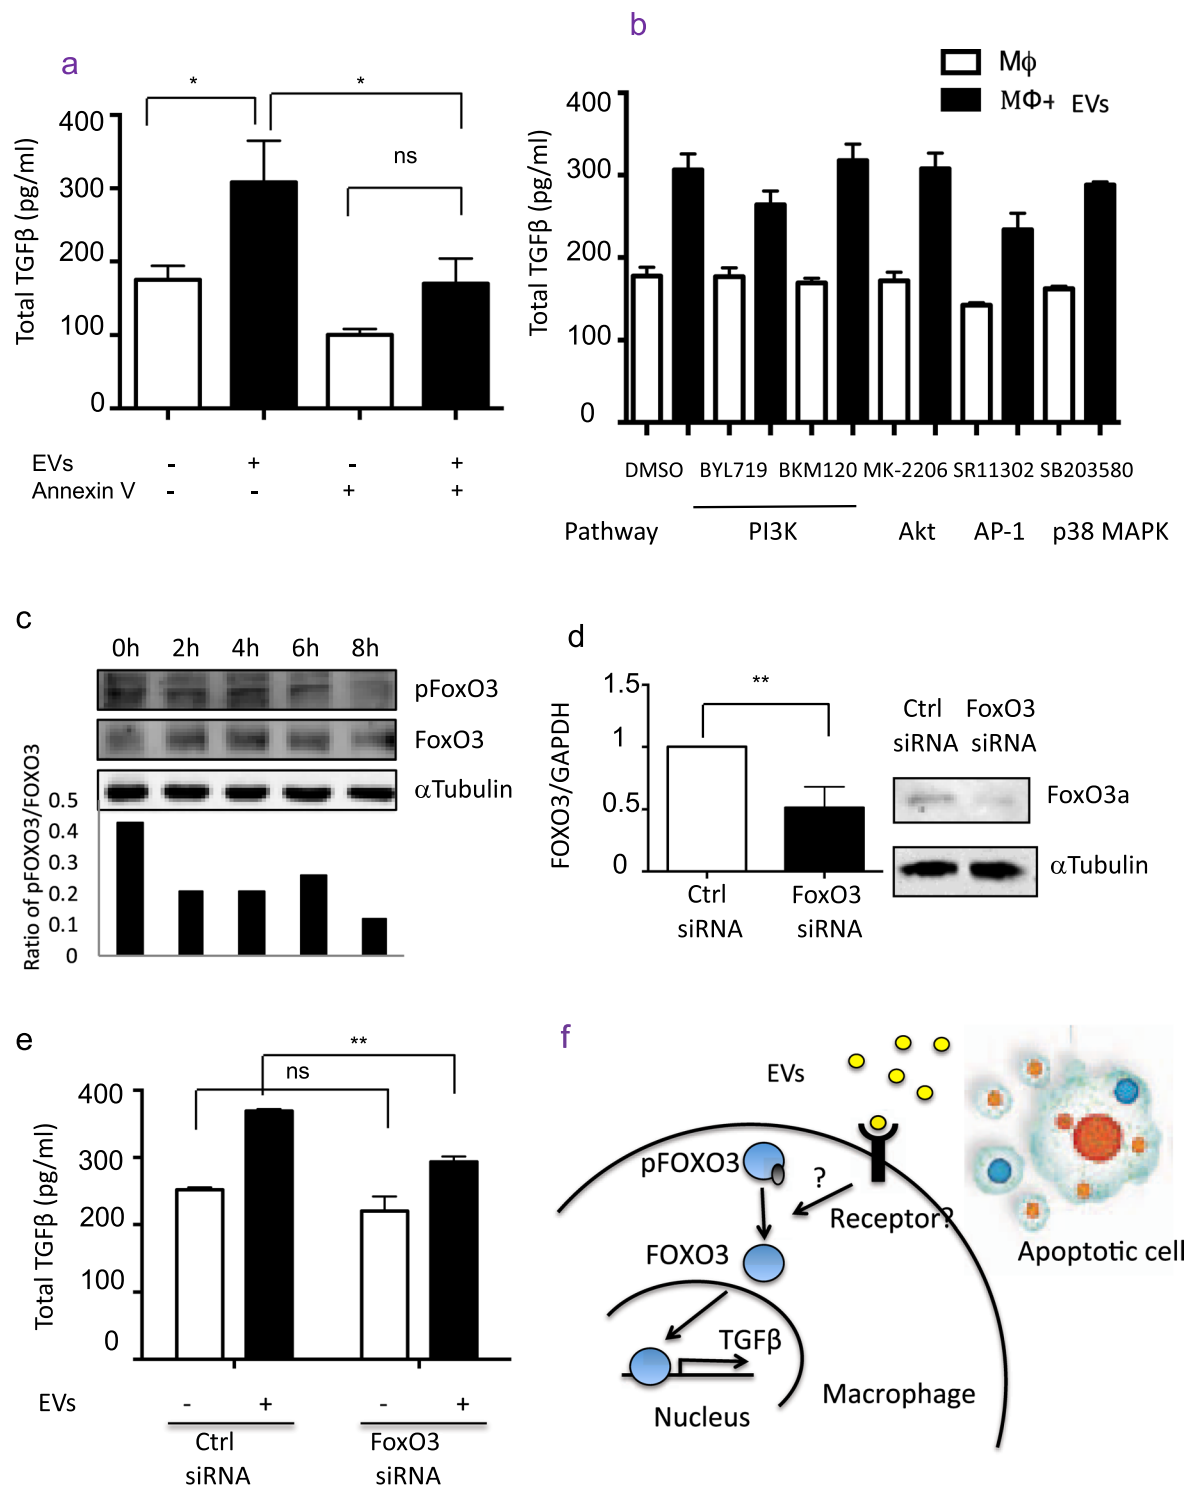 a
*
*
ns
Total TGFβ (pg/ml)
400
300
200
100
0
EVs - + - +
Annexin V - - + +
b
Mϕ
MΦ+ EVs
Total TGFβ (pg/ml)
400
300
200
100
0
DMSO BYL719 BKM120 MK-2206 SR11302 SB203580
Pathway PI3K Akt AP-1 p38 MAPK
c
0h 2h 4h 6h 8h
pFoxO3
FoxO3
αTubulin
Ratio of pFOXO3/FOXO3
0.5
0.4
0.3
0.2
0.1
0
d
FOXO3/GAPDH
1.5
1
0.5
0
**
Ctrl siRNA
FoxO3 siRNA
Ctrl siRNA
FoxO3 siRNA
FoxO3a
αTubulin
e
**
ns
Total TGFβ (pg/ml)
400
300
200
100
0
EVs - + - +
Ctrl siRNA
FoxO3 siRNA
f
EVs
pFOXO3
?
Receptor?
FOXO3
TGFβ
Nucleus
Macrophage
Apoptotic cell